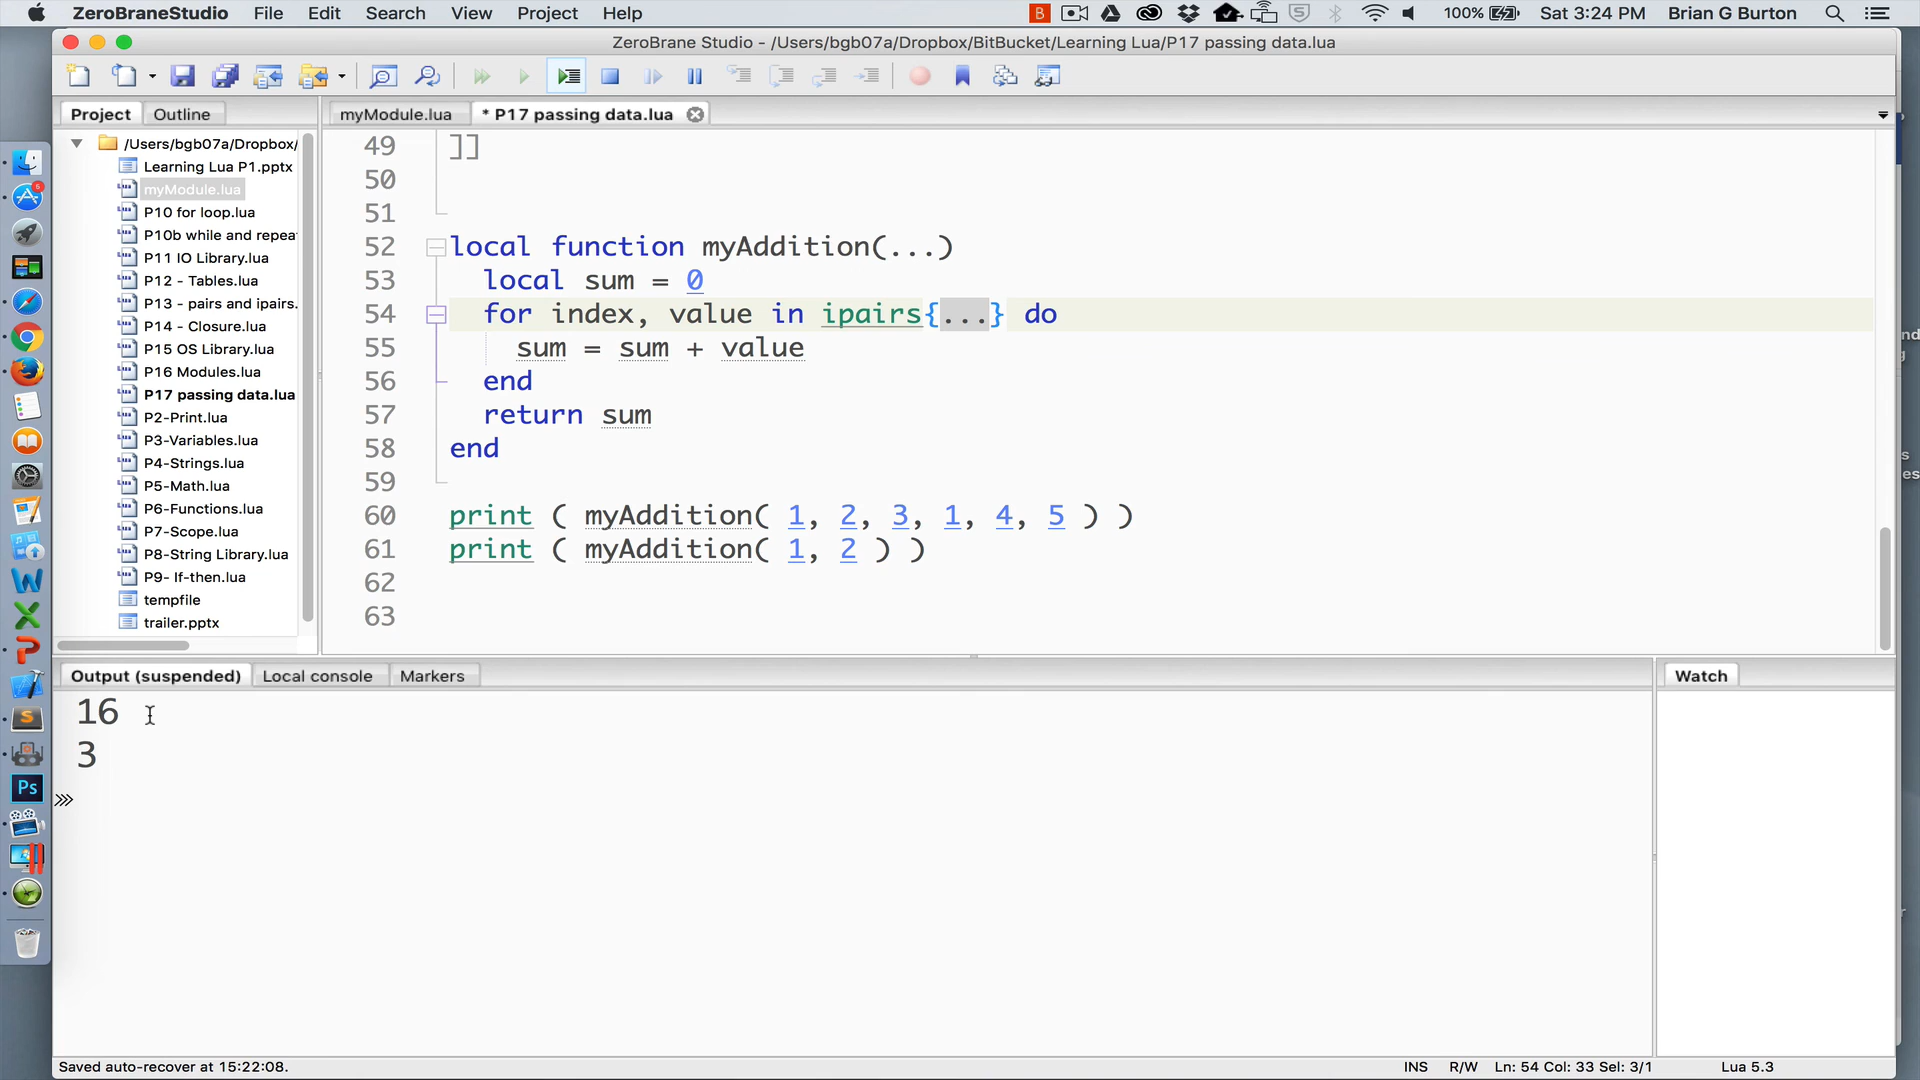 ZeroBraneStudio File Edit Search View Project Help
100% Sat 3:24 PM Brian G Burton
ZeroBrane Studio - /Users/bgb07a/Dropbox/BitBucket/Learning Lua/P17 passing data.lua
Project Outline
myModule.lua * P17 passing data.lua
/Users/bgb07a/Dropbox/
Learning Lua P1.pptx
myModule.lua
P10 for loop.lua
P10b while and repea
P11 IO Library.lua
P12 - Tables.lua
P13 - pairs and ipairs.
P14 - Closure.lua
P15 OS Library.lua
P16 Modules.lua
P17 passing data.lua
P2-Print.lua
P3-Variables.lua
P4-Strings.lua
P5-Math.lua
P6-Functions.lua
P7-Scope.lua
P8-String Library.lua
P9- If-then.lua
tempfile
trailer.pptx
49 ]]
50
51
52 local function myAddition(...)
53 local sum = 0
54 for index, value in ipairs{...} do
55 sum = sum + value
56 end
57 return sum
58 end
59
60 print ( myAddition( 1, 2, 3, 1, 4, 5 ) )
61 print ( myAddition( 1, 2 ) )
62
63
Output (suspended) Local console Markers
Watch
16
3
Saved auto-recover at 15:22:08.
INS R/W Ln: 54 Col: 33 Sel: 3/1 Lua 5.3